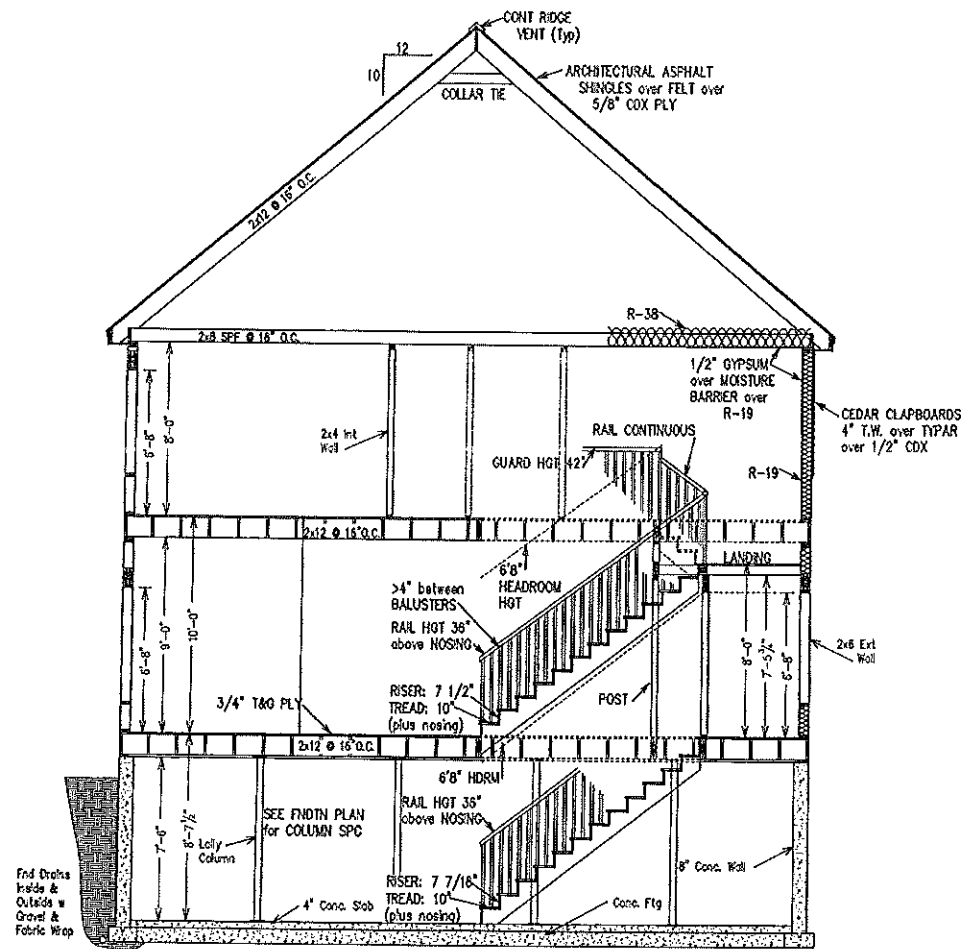 CONT RIDGE
VENT (Typ)
12
10
ARCHITECTURAL ASPHALT
SHINGLES over FELT over
5/8" CDX PLY
COLLAR TIE
2x12 @ 16" O.C.
R-38
2x8 SPF @ 16" O.C.
1/2" GYPSUM
over MOISTURE
BARRIER over
R-19
6'-8"
8'-0"
2x4 Int
Wall
CEDAR CLAPBOARDS
4" T.W. over TYPAR
over 1/2" CDX
RAIL CONTINUOUS
GUARD HGT 42"
R-19
2x12 @ 16" O.C.
6'8"
HEADROOM
HGT
LANDING
>4" between
BALUSTERS
RAIL HGT 36"
above NOSING
6'-8"
9'-0"
10'-0"
8'-0"
7'-5 1/4"
6'-8"
2x6 Ext
Wall
3/4" T&G PLY
RISER: 7 1/2"
TREAD: 10"
(plus nosing)
POST
2x12" @ 16" O.C.
6'8" HDRM
RAIL HGT 36"
above NOSING
SEE FNDTN PLAN
for COLUMN SPC
7'-6"
8'-7 1/2"
Lally
Column
8" Conc. Wall
Fnd Drains
Inside &
Outside w
Gravel &
Fabric Wrap
RISER: 7 7/16"
TREAD: 10"
(plus nosing)
4" Conc. Slab
Conc. Ftg